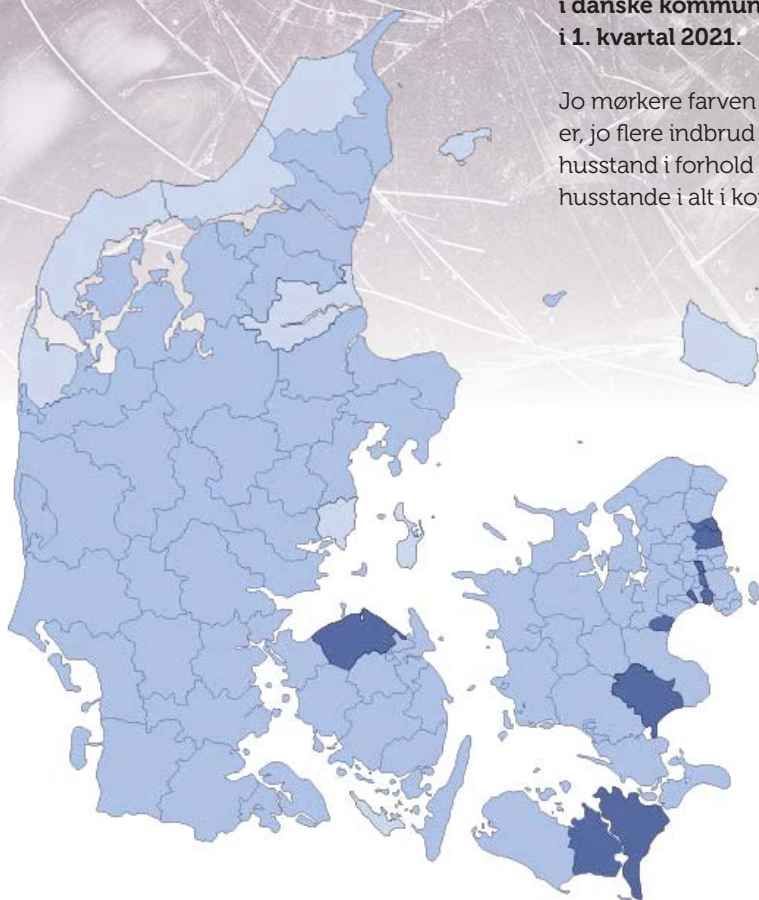 i danske kommun
i 1. kvartal 2021.
Jo mørkere farven
er, jo flere indbrud
husstand i forhold
husstande i alt i ko